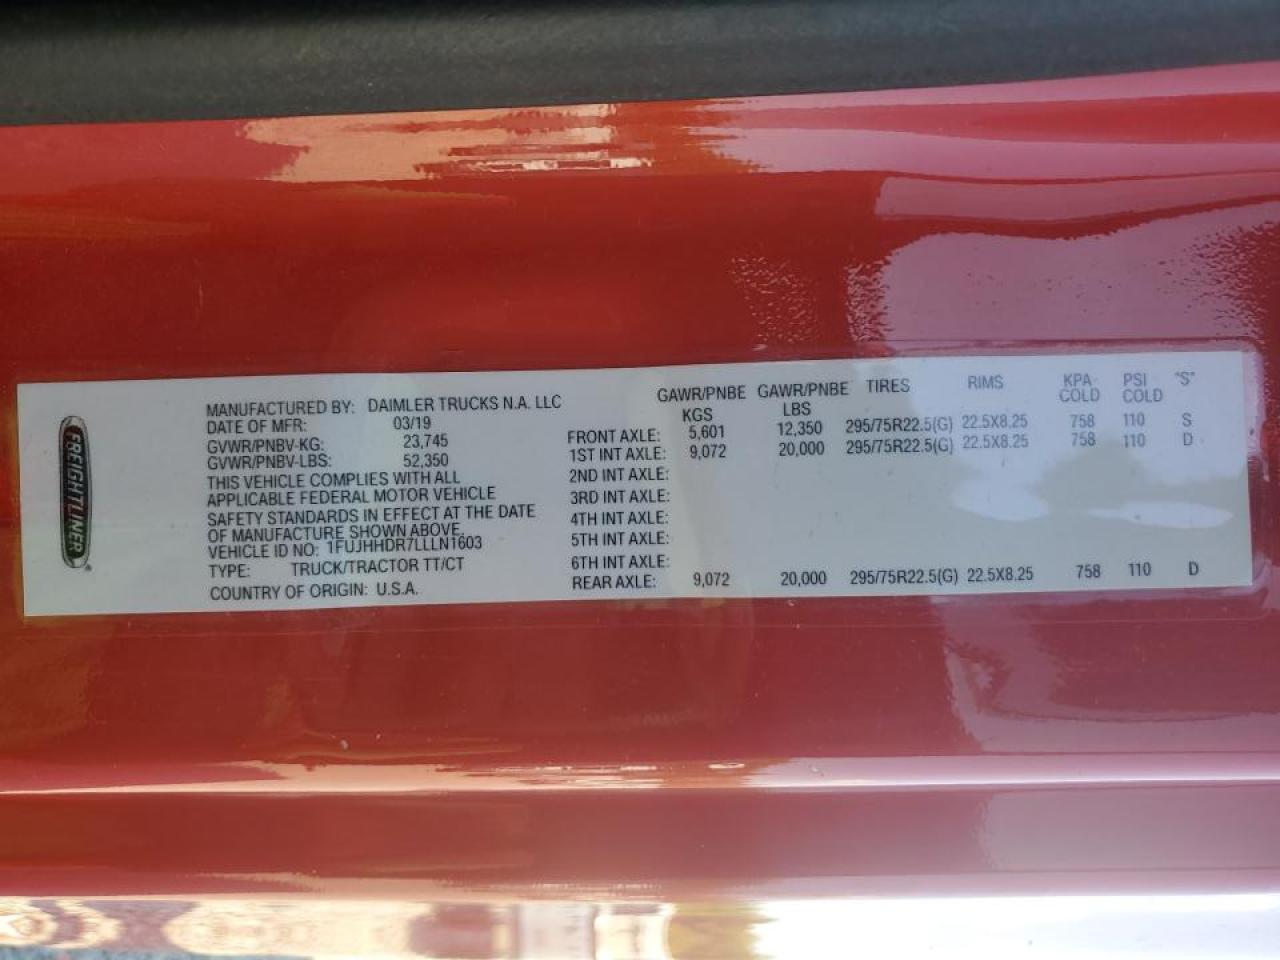 FREIGHTLINER®
MANUFACTURED BY: DAIMLER TRUCKS N.A. LLC
DATE OF MFR: 03/19
GVWR/PNBV-KG: 23,745
GVWR/PNBV-LBS: 52,350
THIS VEHICLE COMPLIES WITH ALL
APPLICABLE FEDERAL MOTOR VEHICLE
SAFETY STANDARDS IN EFFECT AT THE DATE
OF MANUFACTURE SHOWN ABOVE.
VEHICLE ID NO: 1FUJHHDR7LLLN1603
TYPE: TRUCK/TRACTOR TT/CT
COUNTRY OF ORIGIN: U.S.A.
GAWR/PNBE GAWR/PNBE TIRES RIMS KPA- PSI "S"
KGS LBS COLD COLD
FRONT AXLE: 5,601 12,350 295/75R22.5(G) 22.5X8.25 758 110 S
1ST INT AXLE: 9,072 20,000 295/75R22.5(G) 22.5X8.25 758 110 D
2ND INT AXLE:
3RD INT AXLE:
4TH INT AXLE:
5TH INT AXLE:
6TH INT AXLE:
REAR AXLE: 9,072 20,000 295/75R22.5(G) 22.5X8.25 758 110 D